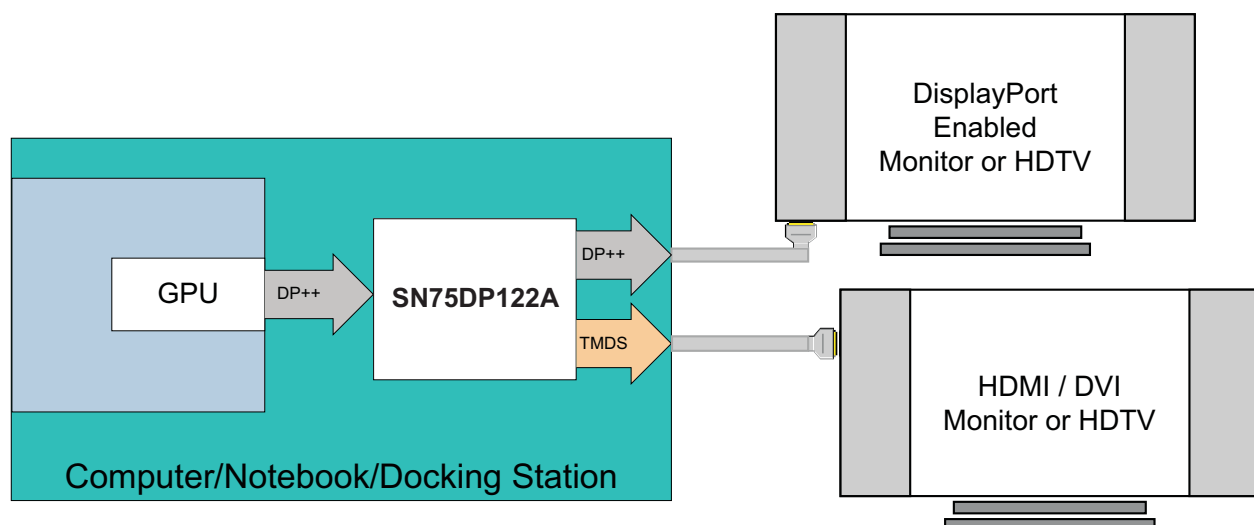 DisplayPort
Enabled
Monitor or HDTV
GPU
DP++
SN75DP122A
DP++
TMDS
HDMI / DVI
Monitor or HDTV
Computer/Notebook/Docking Station